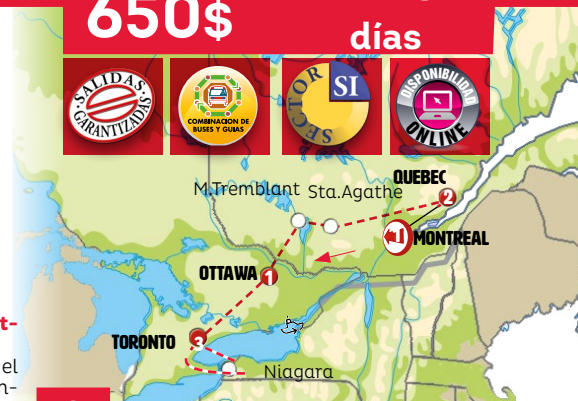 650$
días
SALIDAS
GARANTIZADAS
COMBINACION DE
BUSES Y GUIAS
SECTOR
SI
DISPONIBILIDAD
ONLINE
QUEBEC
M.Tremblant Sta.Agathe
2
1 MONTREAL
OTTAWA 1
TORONTO 3
t-
el
n-
Niagara